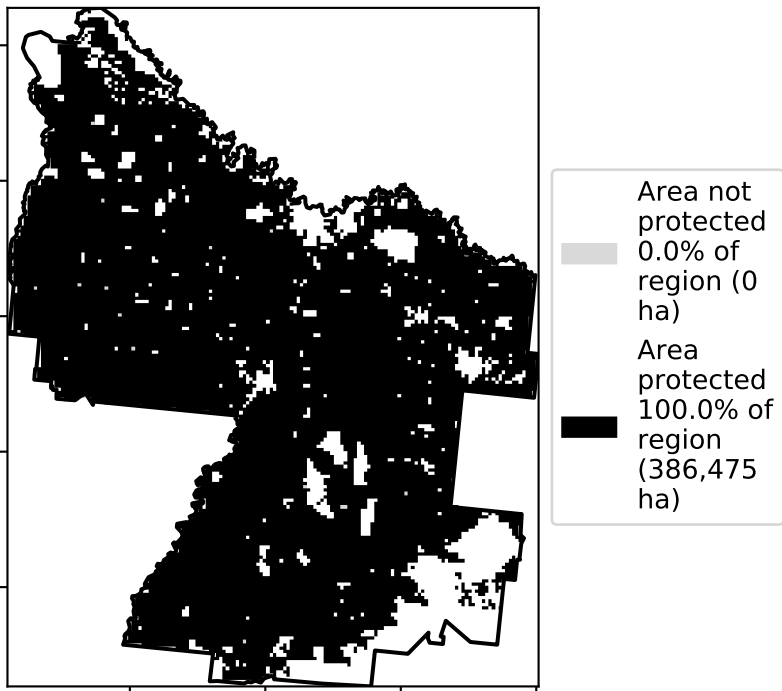 Area not
protected
0.0% of
region (0
ha)
Area
protected
100.0% of
region
(386,475
ha)